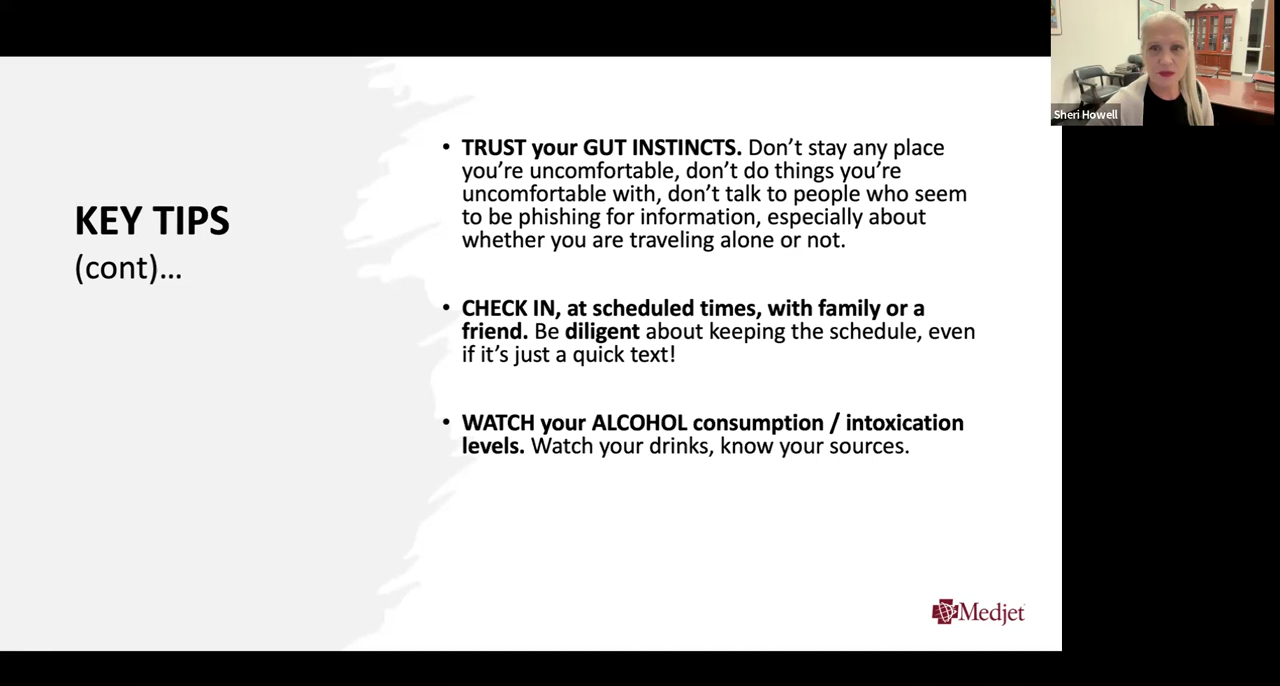 KEY TIPS
(cont)...
• TRUST your GUT INSTINCTS. Don’t stay any place
you’re uncomfortable, don’t do things you’re
uncomfortable with, don’t talk to people who seem
to be phishing for information, especially about
whether you are traveling alone or not.
• CHECK IN, at scheduled times, with family or a
friend. Be diligent about keeping the schedule, even
if it’s just a quick text!
• WATCH your ALCOHOL consumption / intoxication
levels. Watch your drinks, know your sources.
Medjet
Sheri Howell